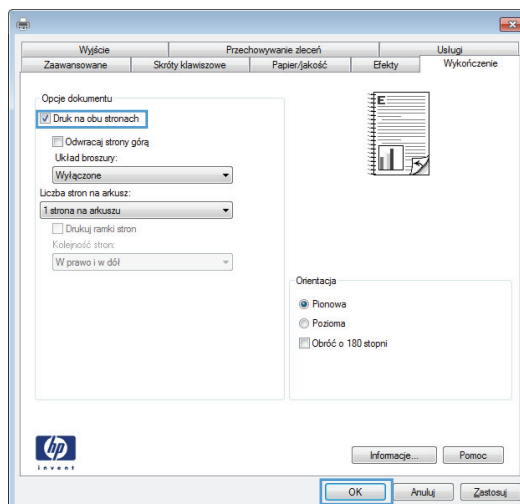 Wyjście Przechowywanie zleceń Usługi
Zaawansowane Skróty klawiszowe Papier/jakość Efekty Wykończenie
Opcje dokumentu
Druk na obu stronach
Odwracaj strony górą
Układ broszury:
Wyłączone
Liczba stron na arkusz:
1 strona na arkuszu
Drukuj ramki stron
Kolejność stron:
W prawo i w dół
E
Orientacja
Pionowa
Pozioma
Obróć o 180 stopni
hp
invent
Informacje... Pomoc
OK Anuluj Zastosuj